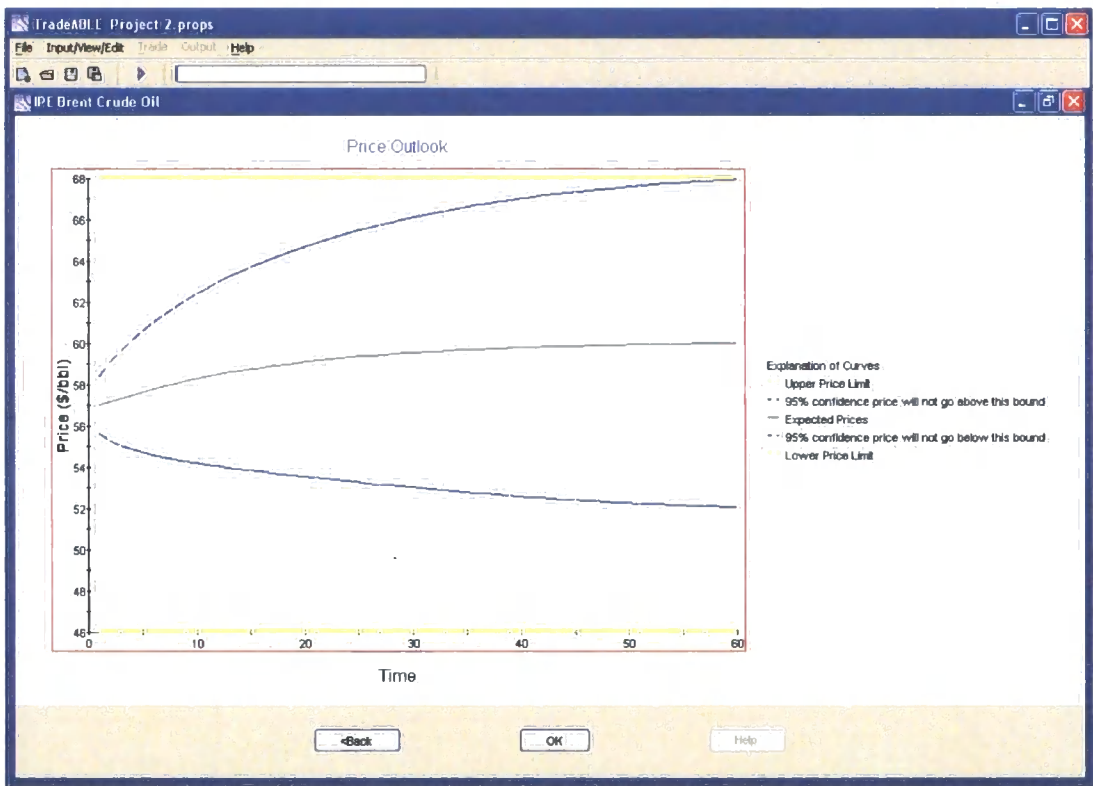 TradeABLE Project 2.props
File Input/View/Edit Trade Output Help
IPE Brent Crude Oil
Price Outlook
68
66
64
62
60
58
56
54
52
50
48
46
Price ($/bbl)
0 10 20 30 40 50 60
Time
Explanation of Curves
Upper Price Limit
95% confidence price will not go above this bound
Expected Prices
95% confidence price will not go below this bound
Lower Price Limit
<Back OK Help